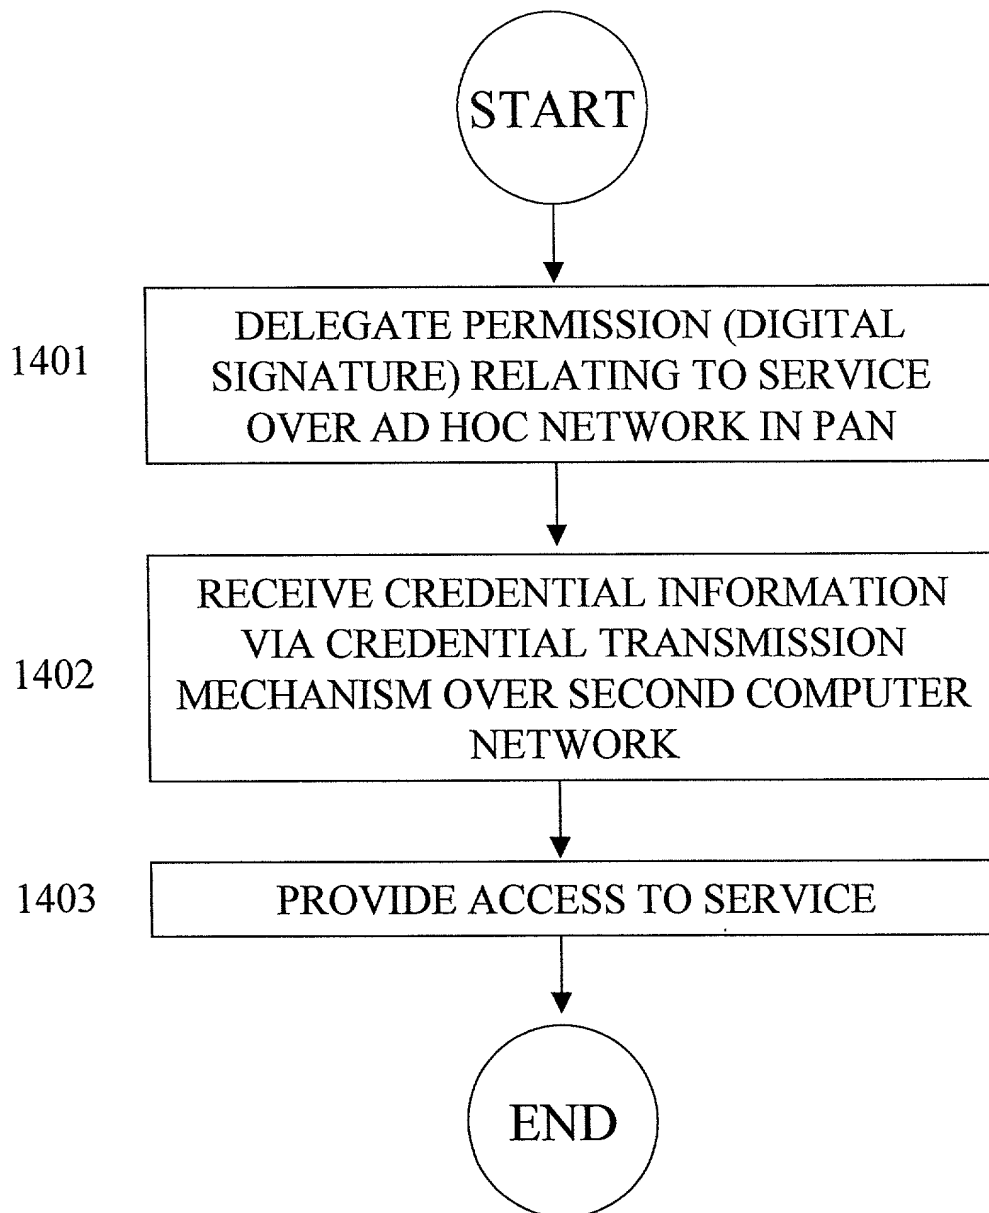 START
1401
DELEGATE PERMISSION (DIGITAL
SIGNATURE) RELATING TO SERVICE
OVER AD HOC NETWORK IN PAN
1402
RECEIVE CREDENTIAL INFORMATION
VIA CREDENTIAL TRANSMISSION
MECHANISM OVER SECOND COMPUTER
NETWORK
1403
PROVIDE ACCESS TO SERVICE
END